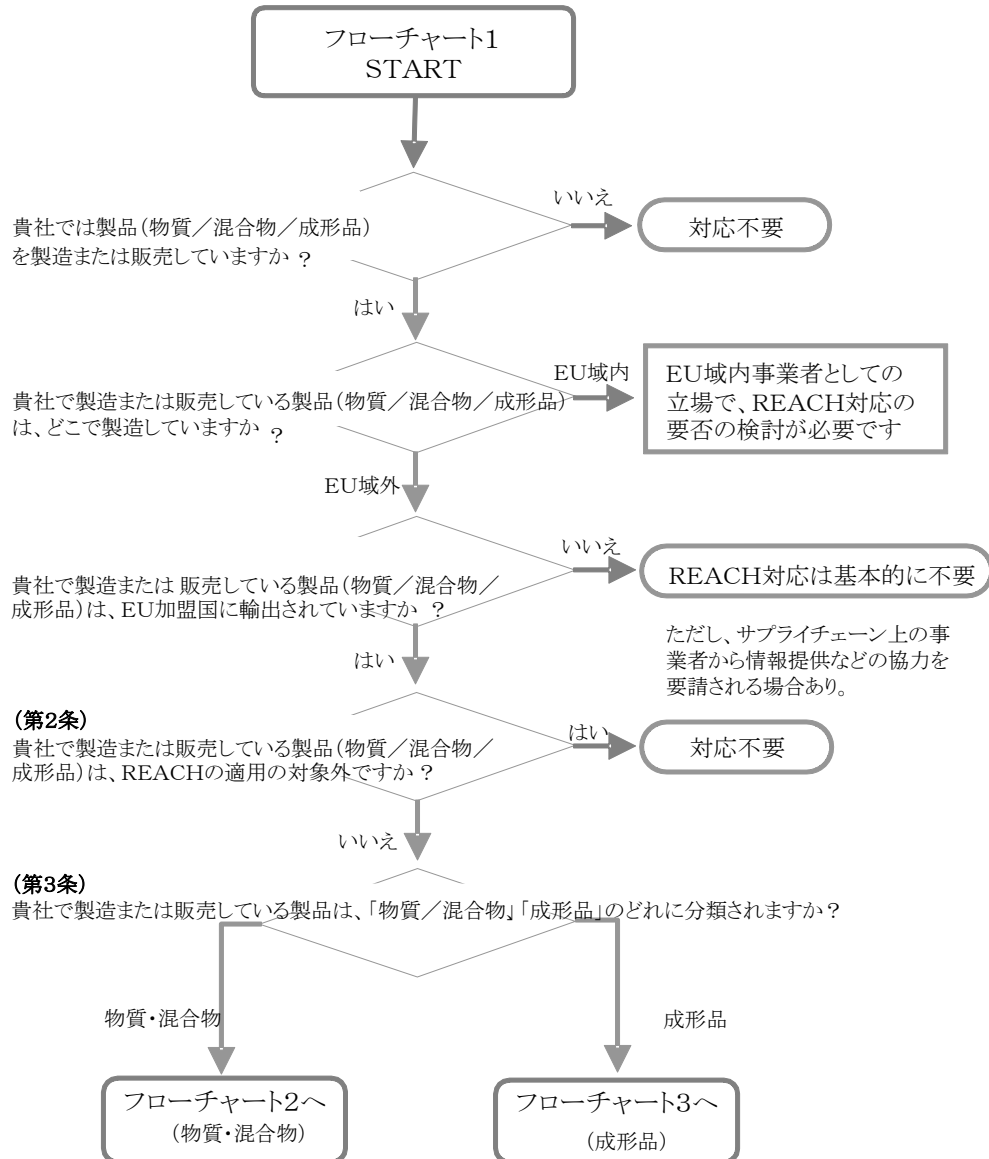 フローチャート1
START
貴社では製品(物質／混合物／成形品)
を製造または販売していますか ?
いいえ
対応不要
はい
貴社で製造または販売している製品(物質／混合物／成形品)
は、どこで製造していますか ?
EU域内
EU域内事業者としての
立場で、REACH対応の
要否の検討が必要です
EU域外
貴社で製造または 販売している製品(物質／混合物／
成形品)は、EU加盟国に輸出されていますか ?
いいえ
REACH対応は基本的に不要
ただし、サプライチェーン上の事
業者から情報提供などの協力を
要請される場合あり。
はい
(第2条)
貴社で製造または販売している製品(物質／混合物／
成形品)は、REACHの適用の対象外ですか ?
はい
対応不要
いいえ
(第3条)
貴社で製造または販売している製品は、「物質／混合物」、「成形品」のどれに分類されますか ?
物質・混合物
成形品
フローチャート2へ
(物質・混合物)
フローチャート3へ
(成形品)